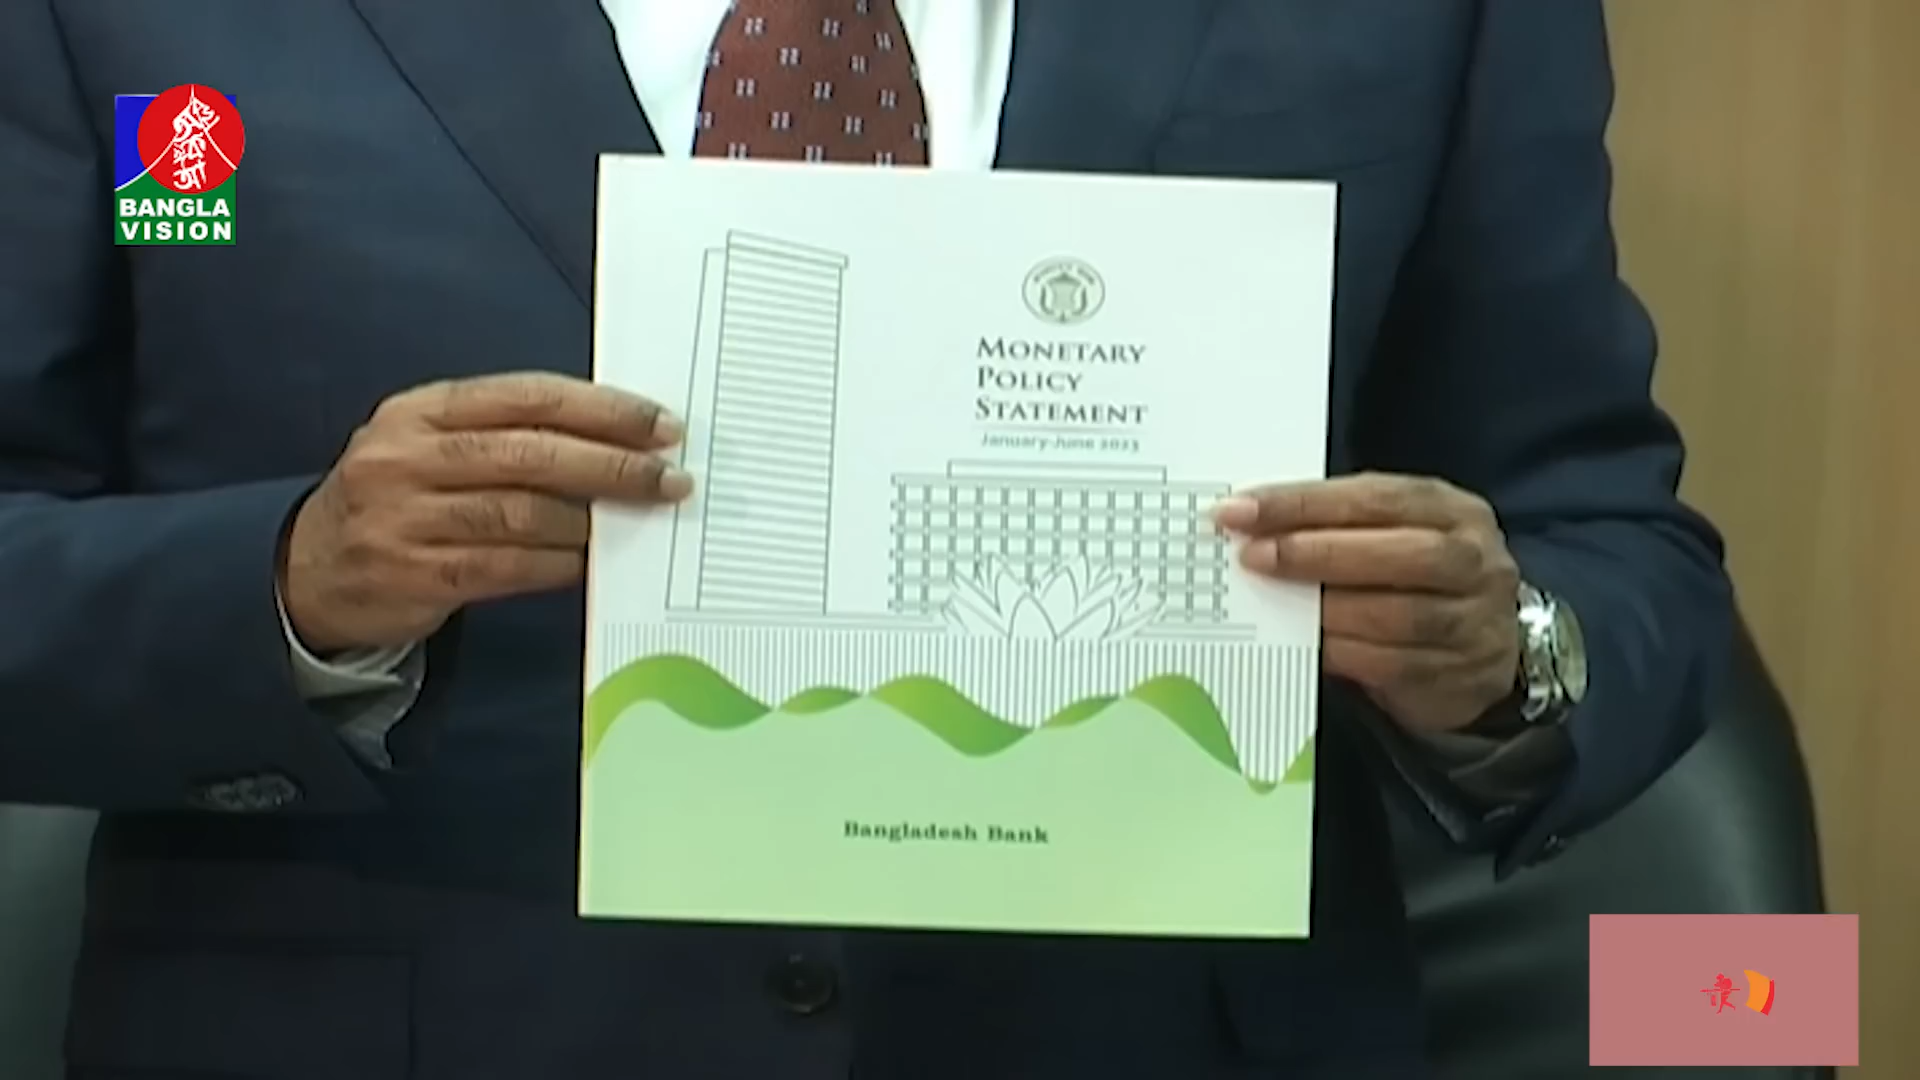 BANGLA
VISION
MONETARY
POLICY
STATEMENT
January-June 2023
Bangladesh Bank